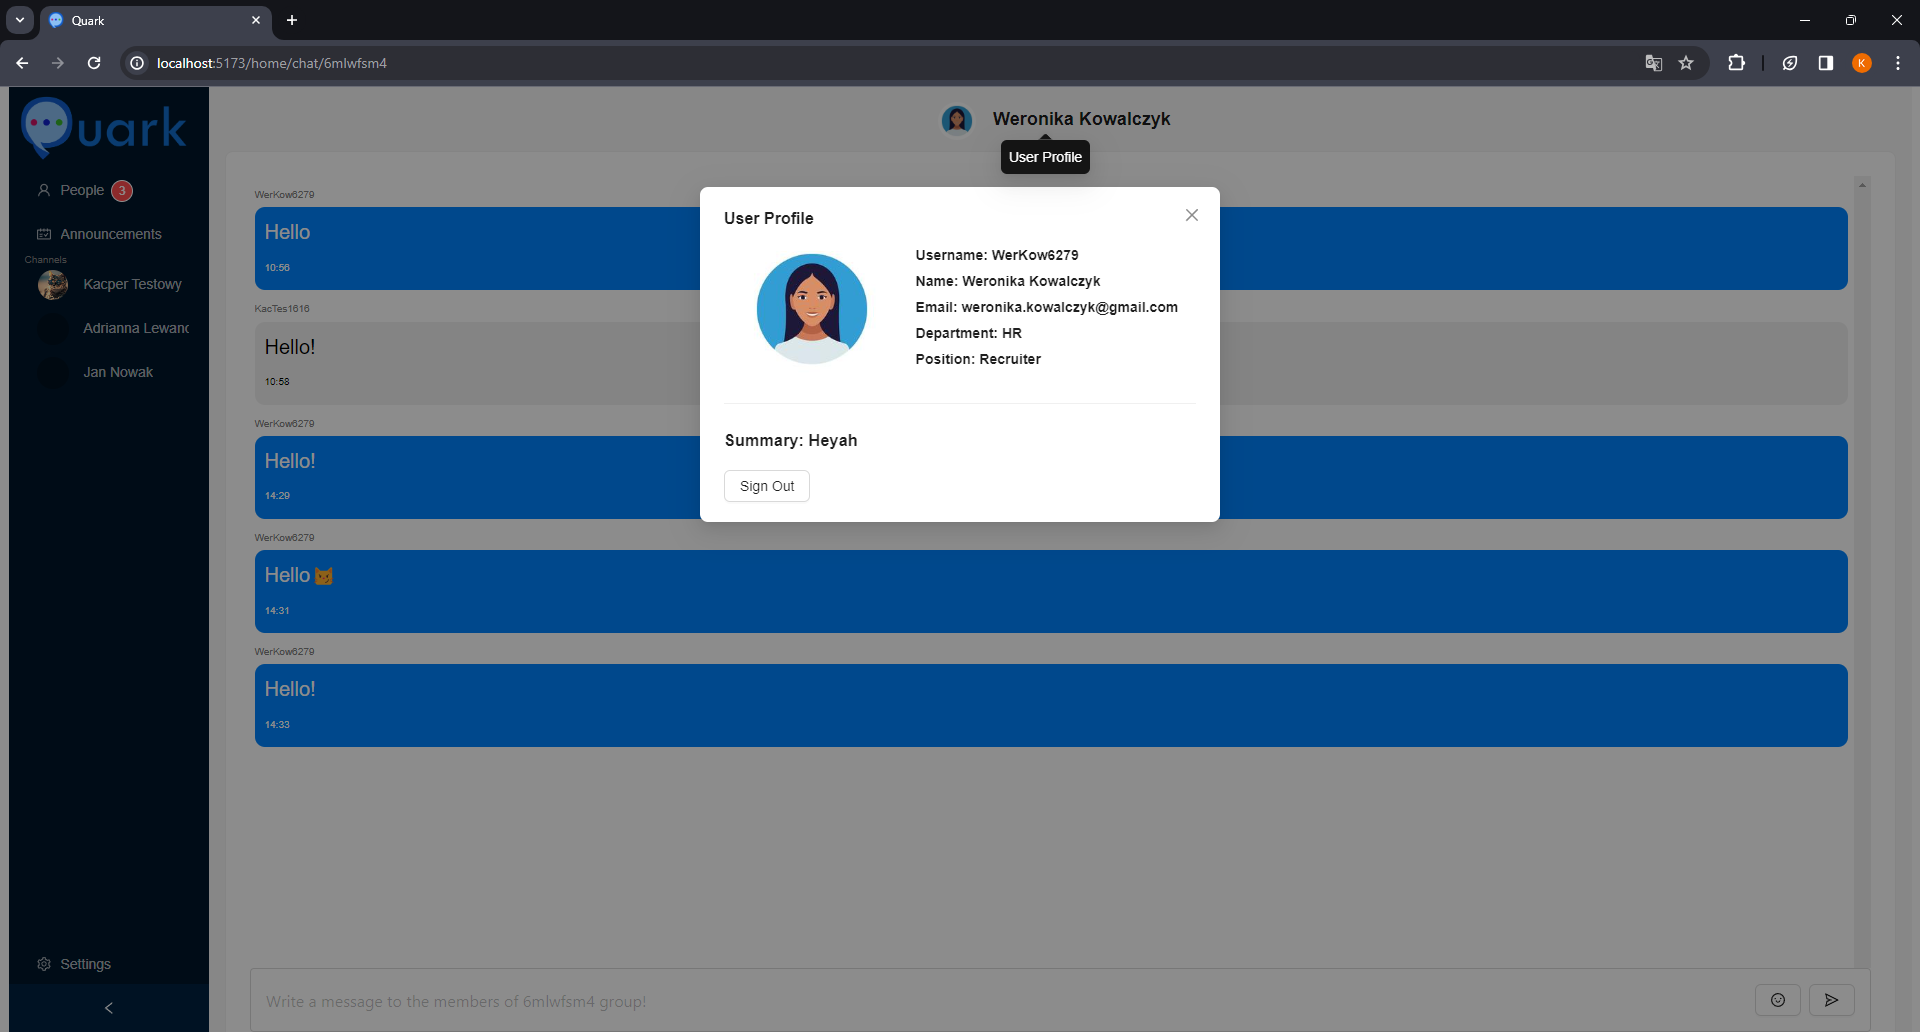 Quark
localhost:5173/home/chat/6mlwfsm4
K
Quark
People 3
Announcements
Channels
Kacper Testowy
Adrianna Lewand
Jan Nowak
Settings
Weronika Kowalczyk
User Profile
WerKow6279
Hello
10:56
KacTes1616
Hello!
10:58
WerKow6279
Hello!
14:29
WerKow6279
Hello😼
14:31
WerKow6279
Hello!
14:33
User Profile
Username: WerKow6279
Name: Weronika Kowalczyk
Email: weronika.kowalczyk@gmail.com
Department: HR
Position: Recruiter
Summary: Heyah
Sign Out
Write a message to the members of 6mlwfsm4 group!